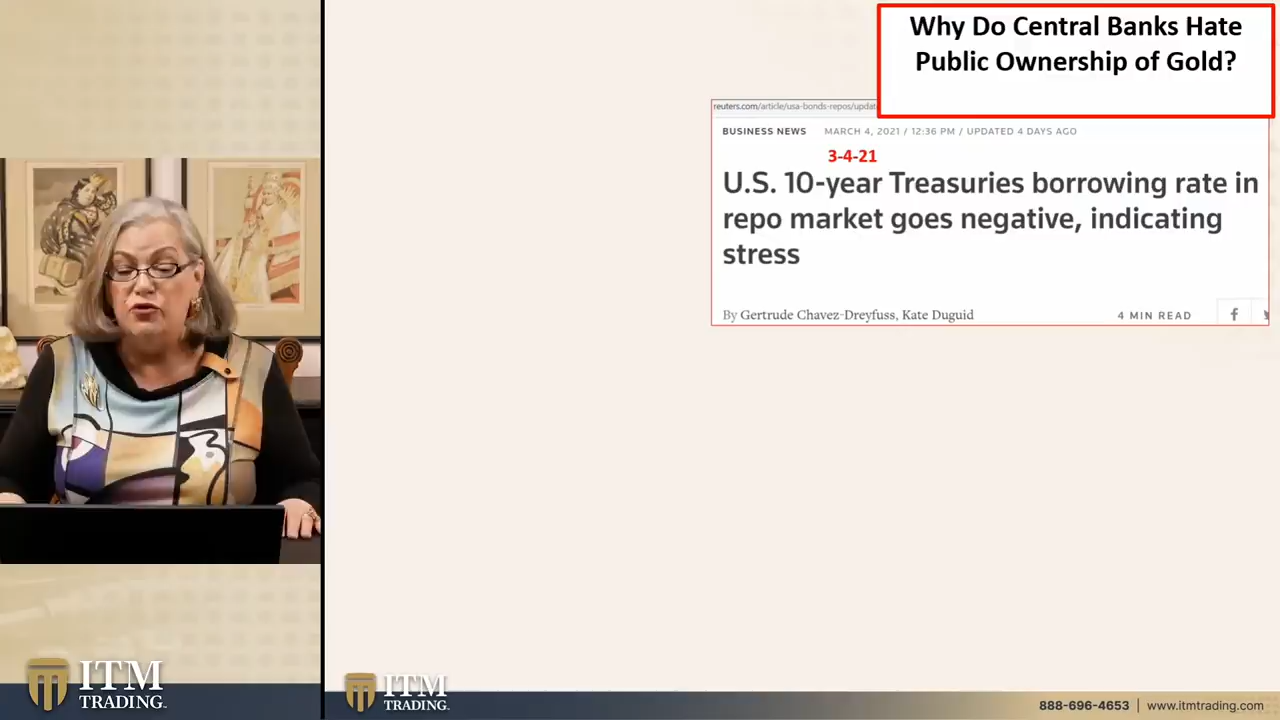 Why Do Central Banks Hate
Public Ownership of Gold?
reuters.com/article/usa-bonds-repos/updat
BUSINESS NEWS MARCH 4, 2021 / 12:36 PM / UPDATED 4 DAYS AGO
3-4-21
U.S. 10-year Treasuries borrowing rate in
repo market goes negative, indicating
stress
By Gertrude Chavez-Dreyfuss, Kate Duguid 4 MIN READ
ITM
TRADING
ITM
TRADING.
888-696-4653 | www.itmtrading.com